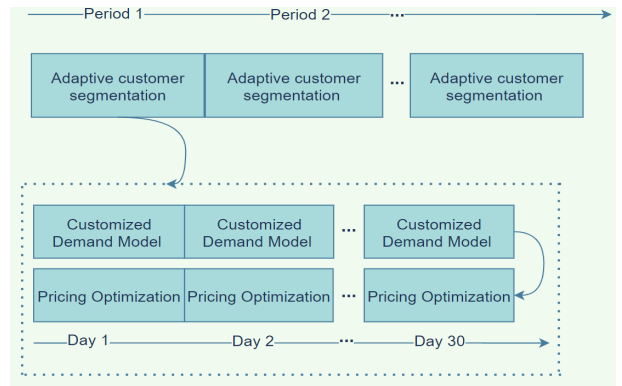 Period 1 Period 2 ...
Adaptive customer Adaptive customer ... Adaptive customer
segmentation segmentation segmentation
Customized Customized ... Customized
Demand Model Demand Model Demand Model
Pricing Optimization Pricing Optimization ... Pricing Optimization
Day 1 Day 2 ... Day 30